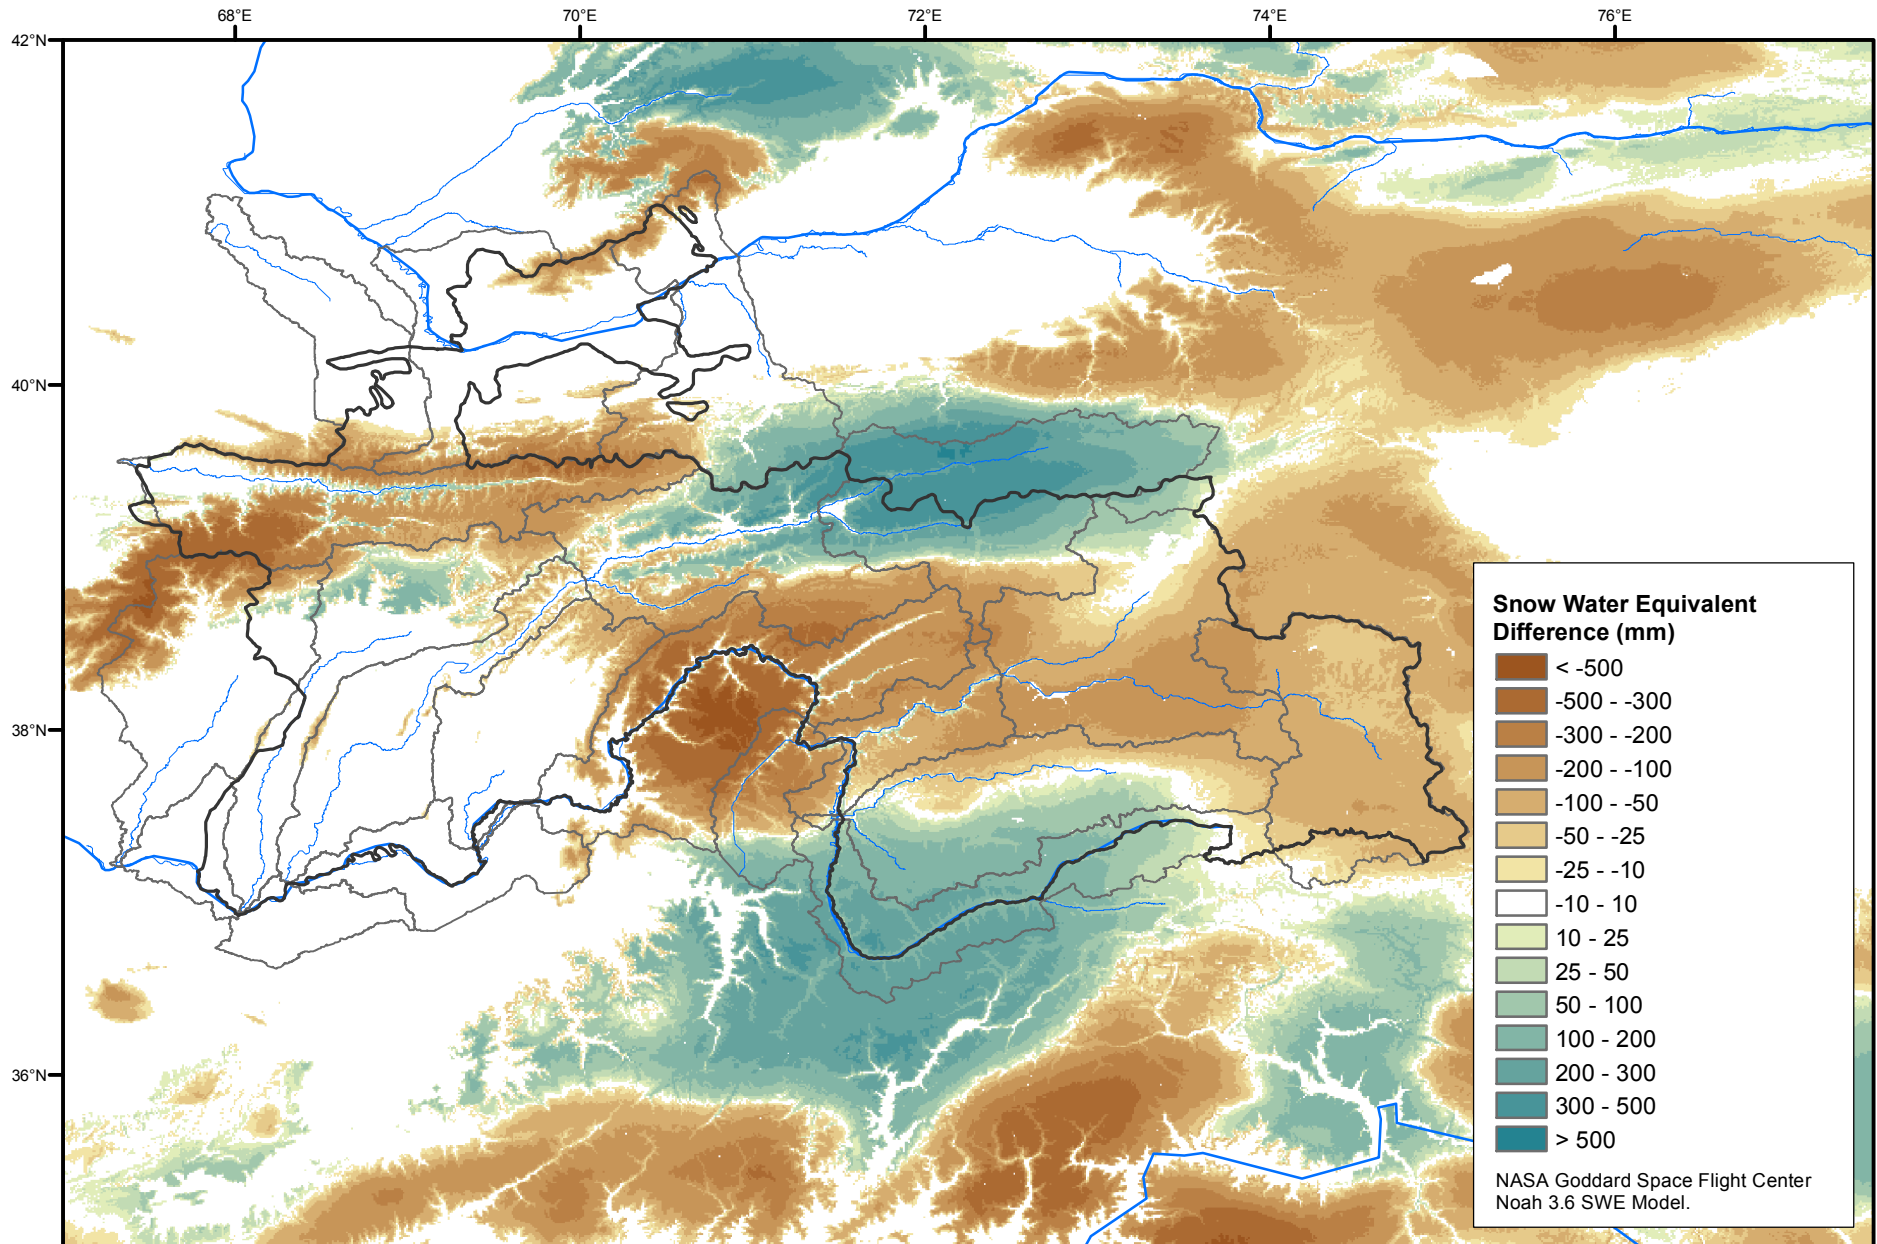 68°E
70°E
72°E
74°E
76°E
42°N
40°N
38°N
36°N
Snow Water Equivalent
Difference (mm)
< -500
-500 - -300
-300 - -200
-200 - -100
-100 - -50
-50 - -25
-25 - -10
-10 - 10
10 - 25
25 - 50
50 - 100
100 - 200
200 - 300
300 - 500
> 500
NASA Goddard Space Flight Center
Noah 3.6 SWE Model.